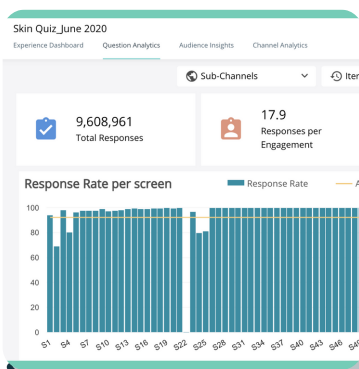 Skin Quiz_June 2020
Experience Dashboard Question Analytics Audience Insights Channel Analytics
Sub-Channels
9,608,961
Total Responses
17.9
Responses per
Engagement
Response Rate per screen
Response Rate
100
80
60
40
20
0
S1 S4 S7 S10 S13 S16 S19 S22 S25 S28 S31 S34 S37 S40 S43 S46